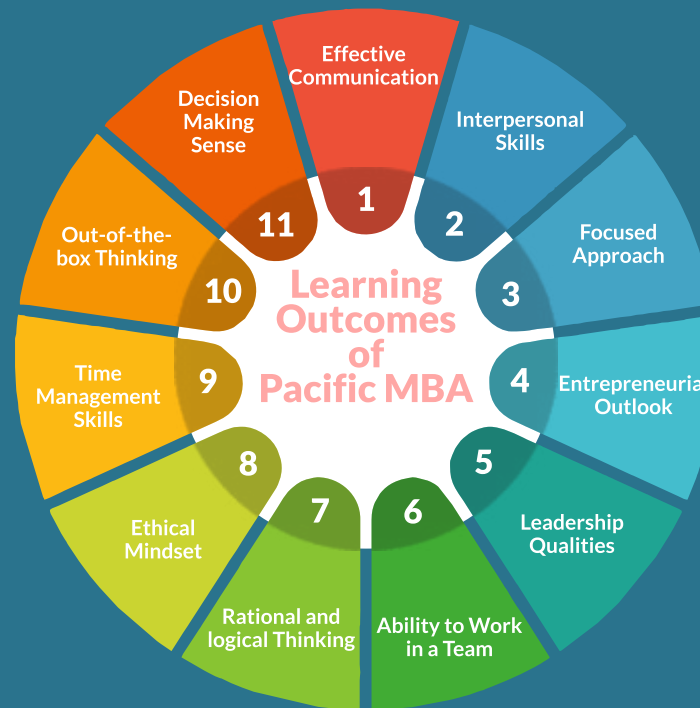 Effective
Communication
1
Interpersonal
Skills
2
Focused
Approach
3
Entrepreneuria
Outlook
4
Leadership
Qualities
5
Ability to Work
in a Team
6
Rational and
logical Thinking
7
Ethical
Mindset
8
Time
Management
Skills
9
Out-of-the-
box Thinking
10
Decision
Making
Sense
11
Learning
Outcomes
of
Pacific MBA